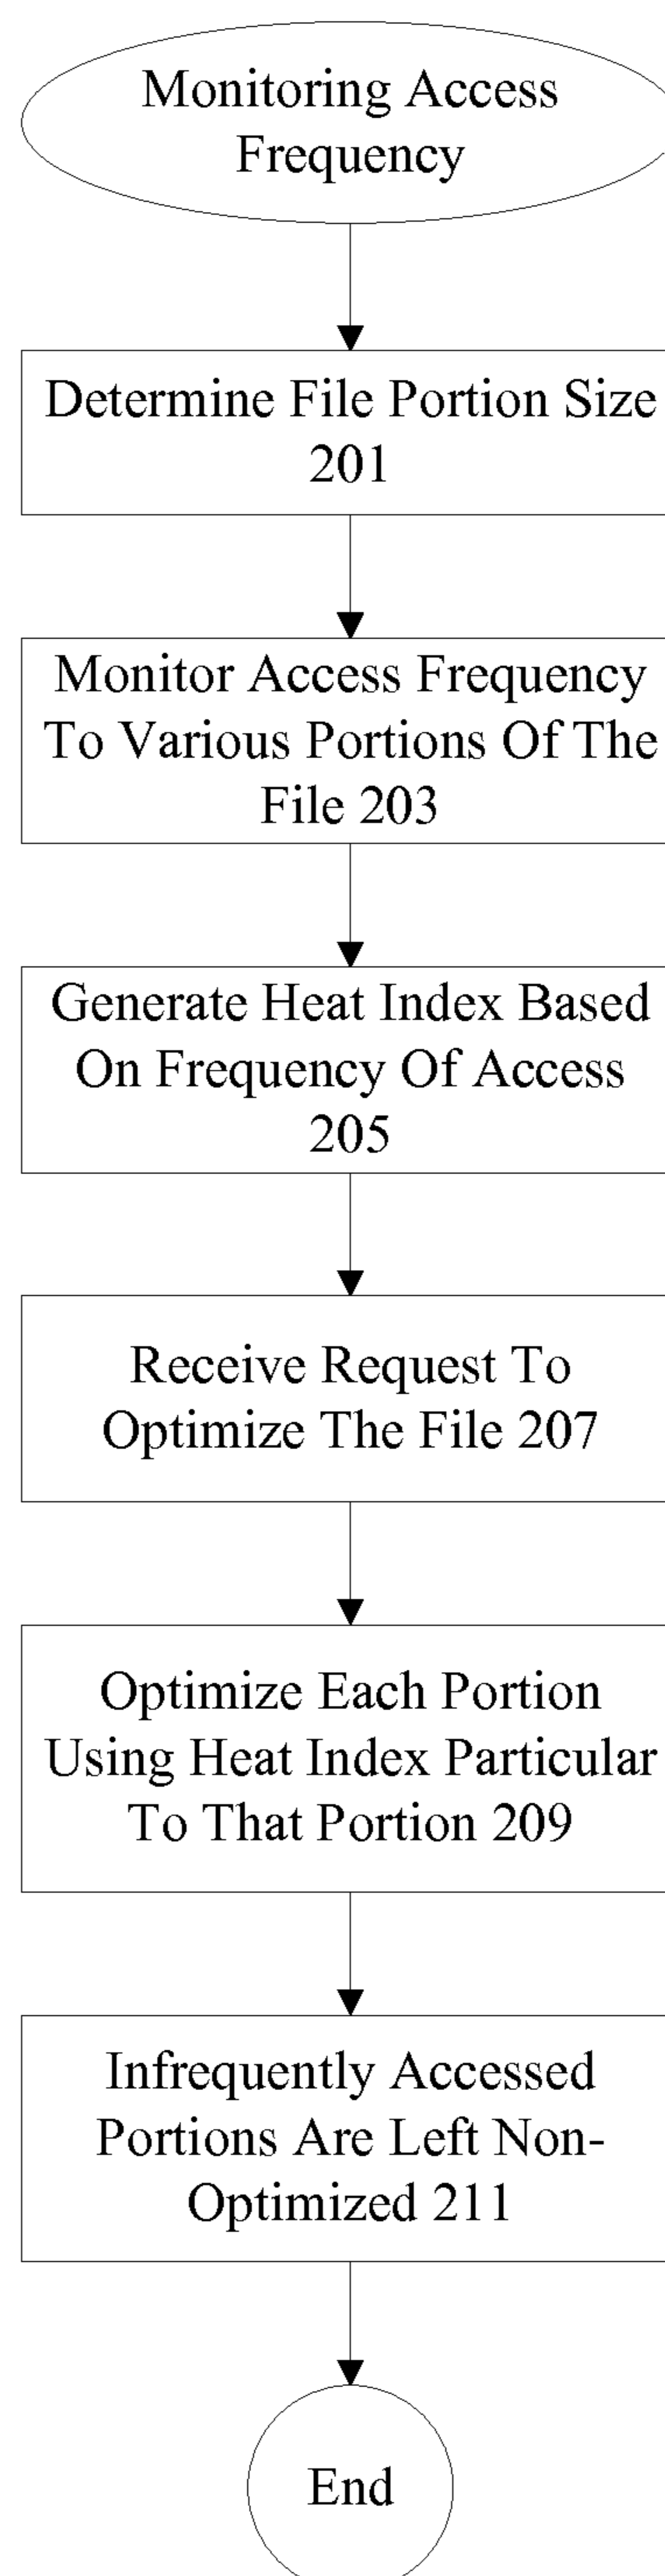 Monitoring Access
Frequency
Determine File Portion Size
201
Monitor Access Frequency
To Various Portions Of The
File 203
Generate Heat Index Based
On Frequency Of Access
205
Receive Request To
Optimize The File 207
Optimize Each Portion
Using Heat Index Particular
To That Portion 209
Infrequently Accessed
Portions Are Left Non-
Optimized 211
End